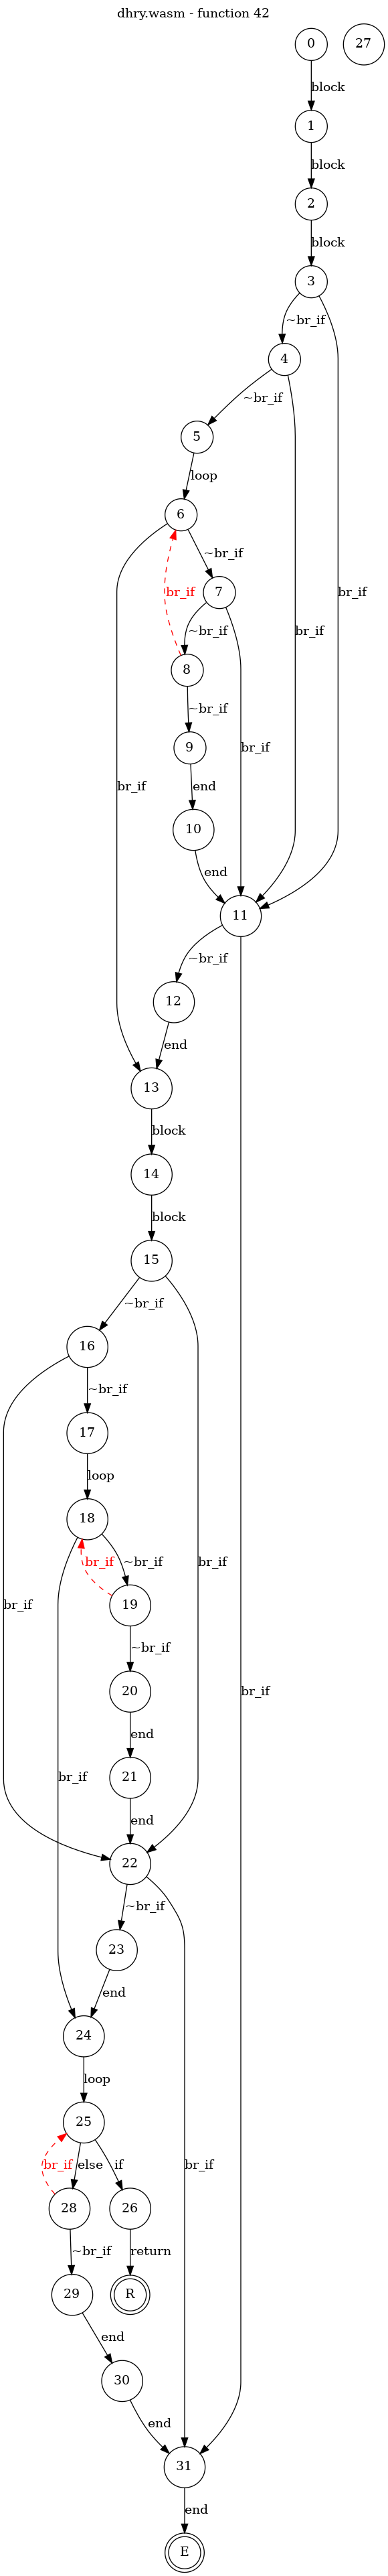 dhry.wasm - function 42
0 27
block
1
block
2
block
3
~br_if
4
~br_if
5
loop
6
~br_if
br_if 7 br_if br_if
~br_if
8
~br_if
9 br_if
br_if end
10
end
11
~br_if
12
end
13
block
14
block
15
~br_if
16
~br_if
17
loop
18
br_if ~br_if br_if
br_if 19
~br_if
20 br_if
end
br_if 21
end
22
~br_if
23
end
24
loop
25
br_if else if br_if
28 26
~br_if return
29 R
end
30
end
31
end
E